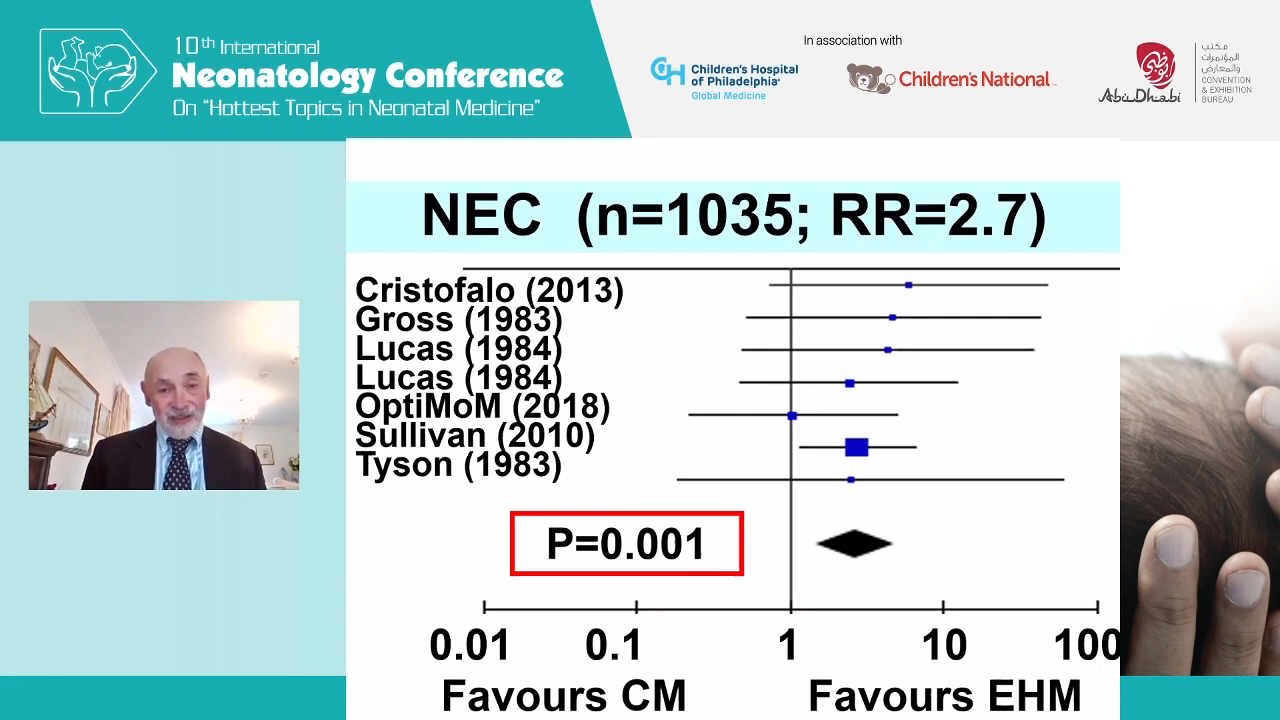 10th International
Neonatology Conference
On "Hottest Topics in Neonatal Medicine"
In association with
CH Children's Hospital
of Philadelphia
Global Medicine
Children's National
Abu Dhabi
أبوظبي
مكتب
المؤتمرات
والمعارض
CONVENTION
& EXHIBITION
BUREAU
NEC (n=1035; RR=2.7)
Cristofalo (2013)
Gross (1983)
Lucas (1984)
Lucas (1984)
OptiMoM (2018)
Sullivan (2010)
Tyson (1983)
P=0.001
0.01 0.1 1 10 100
Favours CM Favours EHM